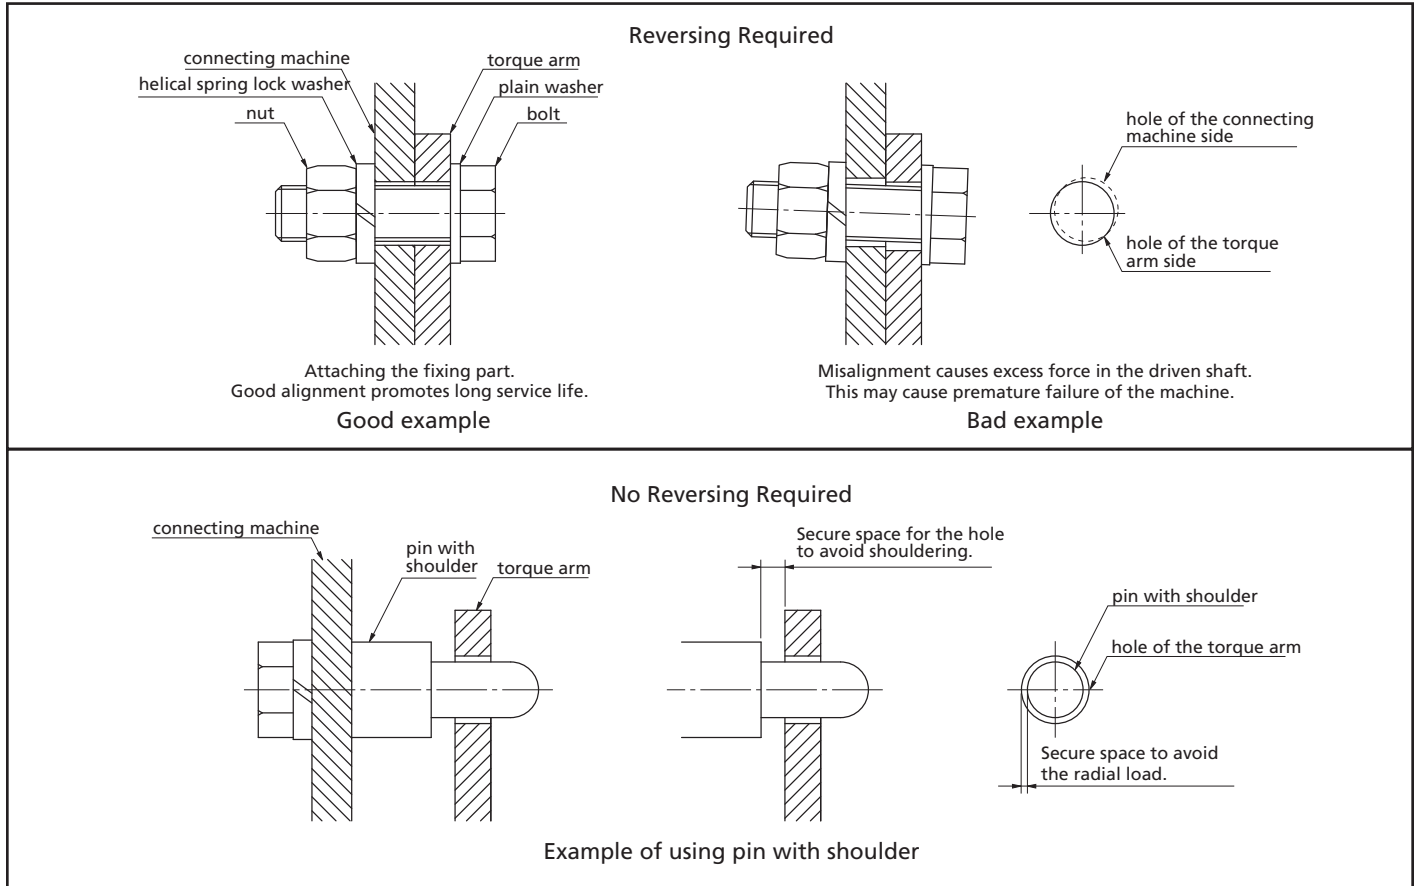 Reversing Required
connecting machine
helical spring lock washer
nut
torque arm
plain washer
bolt
hole of the connecting
machine side
hole of the torque
arm side
Attaching the fixing part.
Good alignment promotes long service life.
Good example
Misalignment causes excess force in the driven shaft.
This may cause premature failure of the machine.
Bad example
No Reversing Required
connecting machine
pin with
shoulder
torque arm
Secure space for the hole
to avoid shouldering.
pin with shoulder
hole of the torque arm
Secure space to avoid
the radial load.
Example of using pin with shoulder